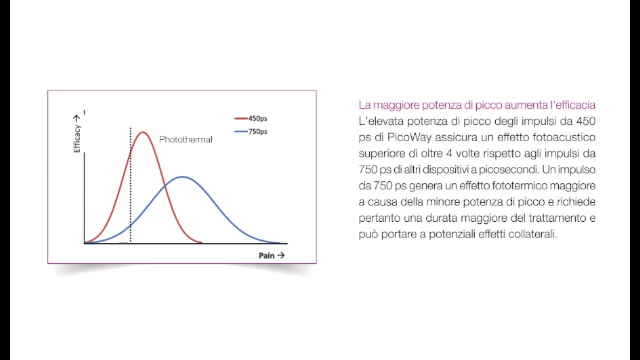 450ps
750ps
Photothermal
Efficacy →
Pain →
La maggiore potenza di picco aumenta l'efficacia
L'elevata potenza di picco degli impulsi da 450
ps di PicoWay assicura un effetto fotoacustico
superiore di oltre 4 volte rispetto agli impulsi da
750 ps di altri dispositivi a picosecondi. Un impulso
da 750 ps genera un effetto fototermico maggiore
a causa della minore potenza di picco e richiede
pertanto una durata maggiore del trattamento e
può portare a potenziali effetti collaterali.